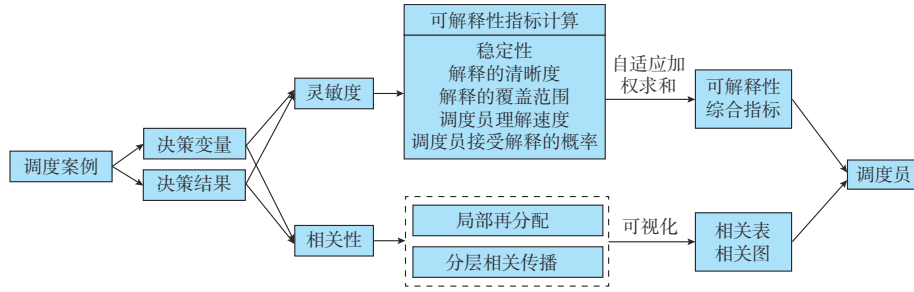 调度案例
决策变量
决策结果
灵敏度
相关性
可解释性指标计算
稳定性
解释的清晰度
解释的覆盖范围
调度员理解速度
调度员接受解释的概率
局部再分配
分层相关传播
自适应加
权求和
可视化
可解释性
综合指标
相关表
相关图
调度员